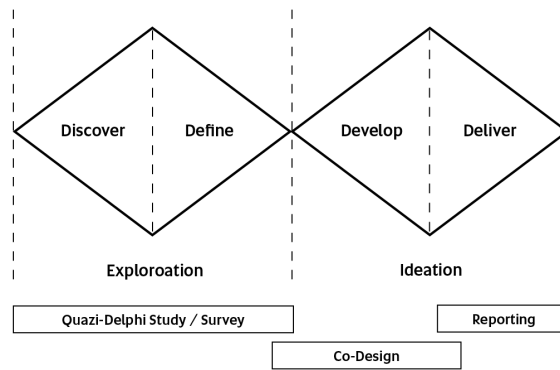 Discover
Define
Develop
Deliver
Exploroation
Ideation
Quazi-Delphi Study / Survey
Reporting
Co-Design